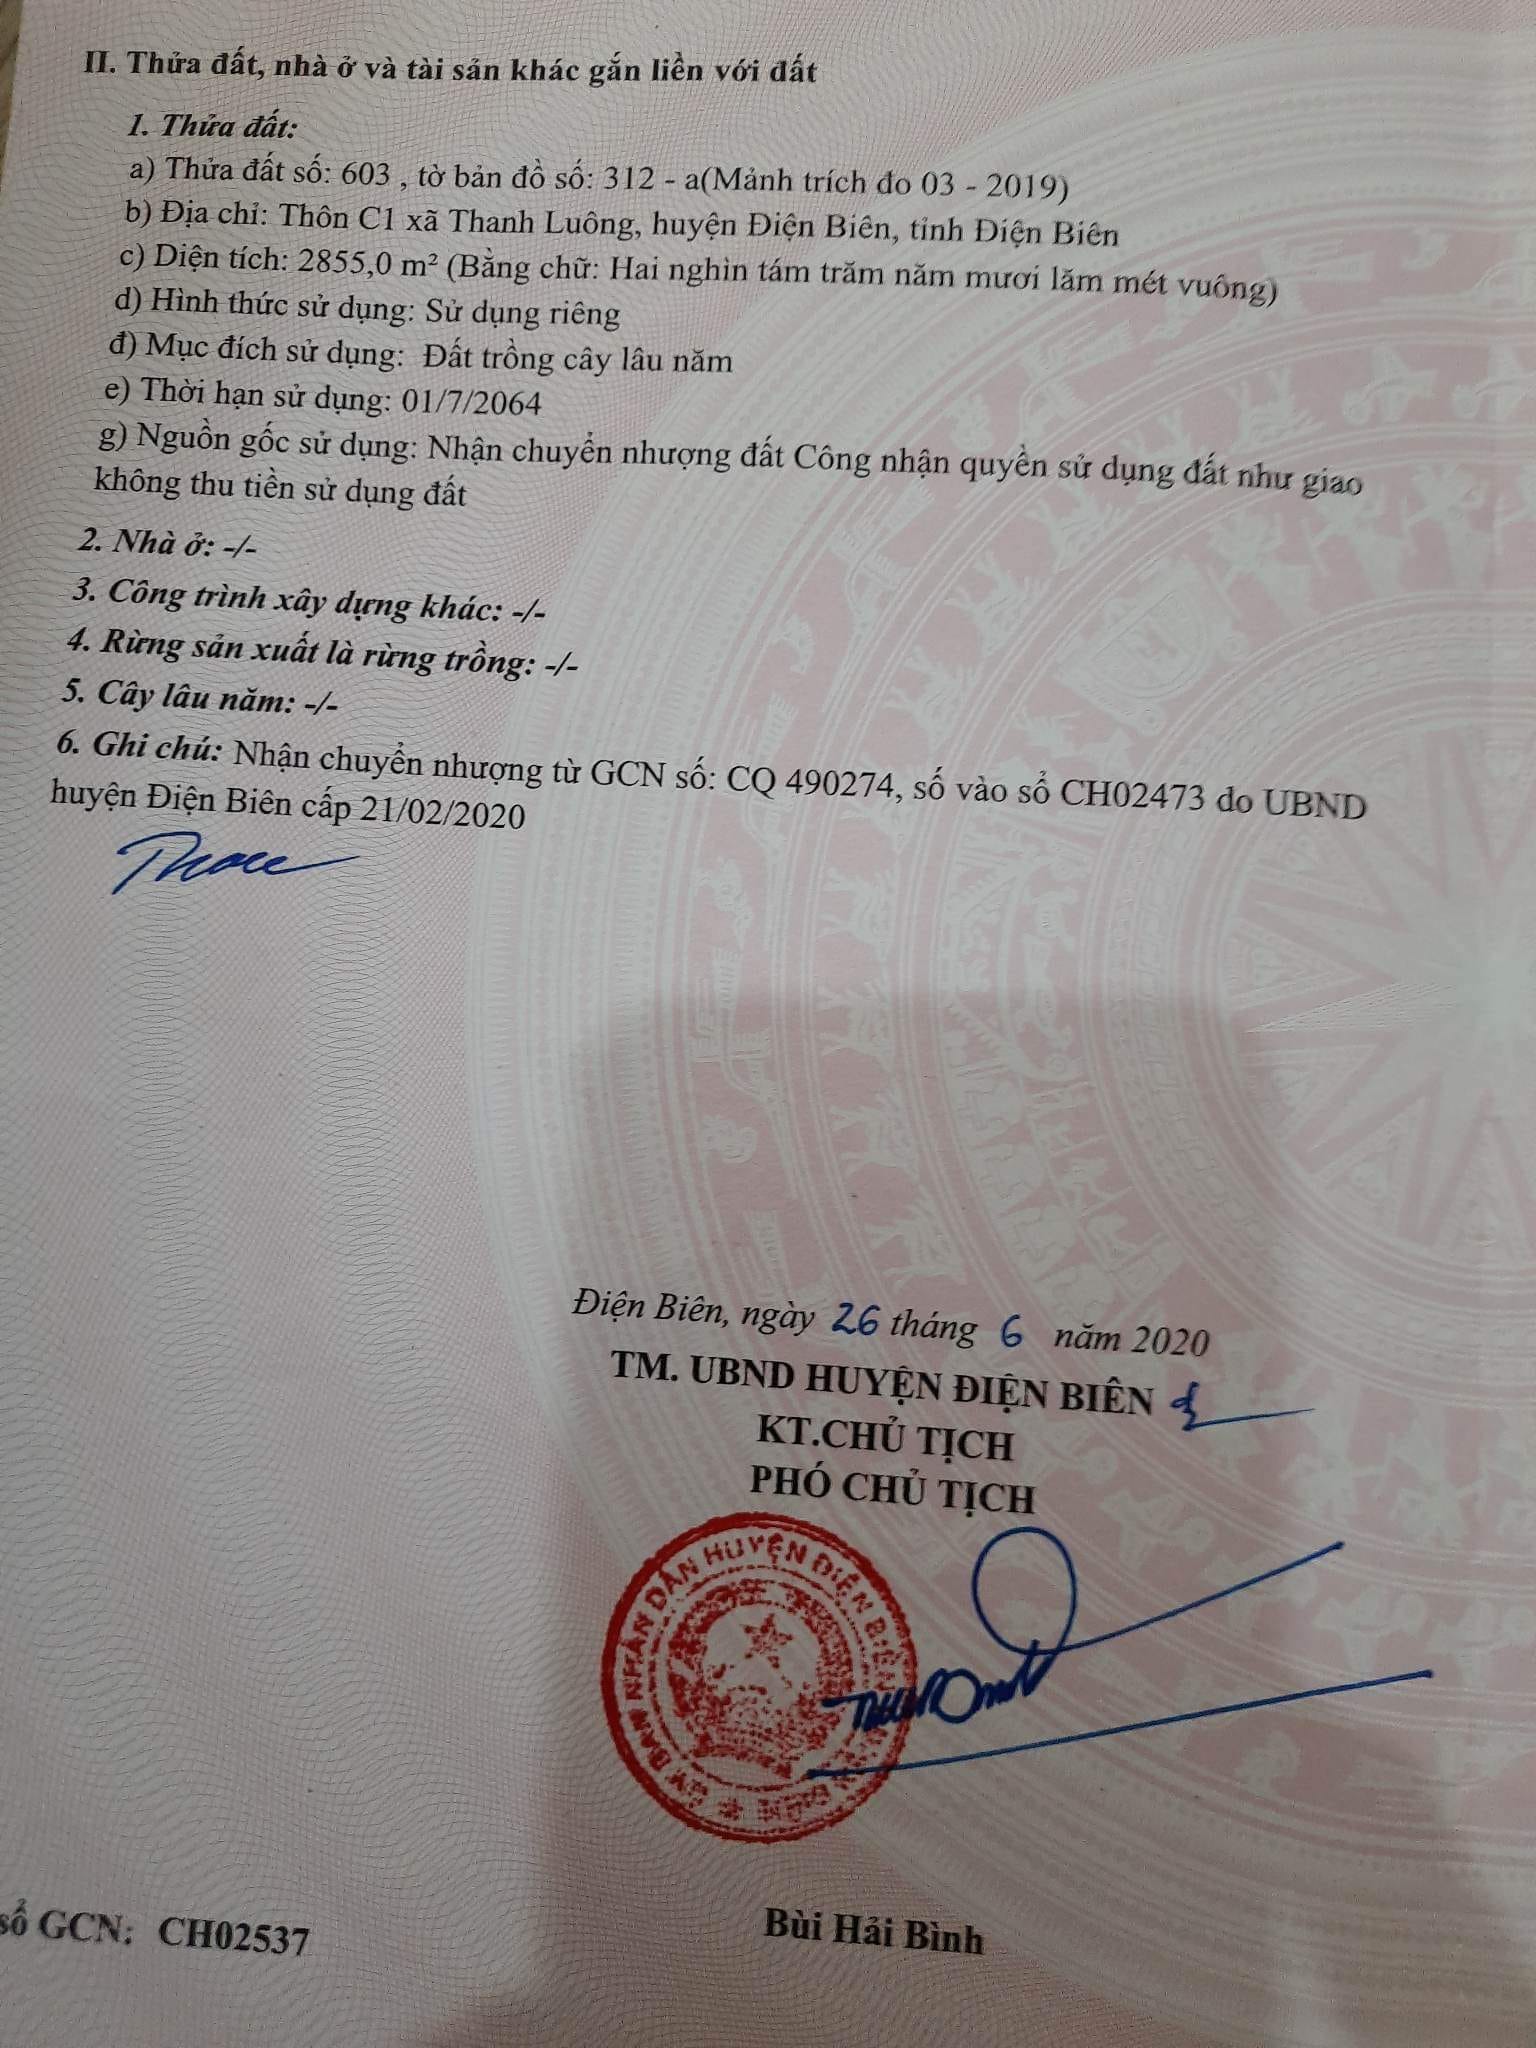 II. Thửa đất, nhà ở và tài sản khác gắn liền với đất
1. Thửa đất:
a) Thửa đất số: 603 , tờ bản đồ số: 312 - a(Mảnh trích đo 03 - 2019)
b) Địa chỉ: Thôn C1 xã Thanh Luông, huyện Điện Biên, tỉnh Điện Biên
c) Diện tích: 2855,0 m² (Bằng chữ: Hai nghìn tám trăm năm mươi lăm mét vuông)
d) Hình thức sử dụng: Sử dụng riêng
đ) Mục đích sử dụng: Đất trồng cây lâu năm
e) Thời hạn sử dụng: 01/7/2064
g) Nguồn gốc sử dụng: Nhận chuyển nhượng đất Công nhận quyền sử dụng đất như giao
không thu tiền sử dụng đất
2. Nhà ở: -/-
3. Công trình xây dựng khác: -/-
4. Rừng sản xuất là rừng trồng: -/-
5. Cây lâu năm: -/-
6. Ghi chú: Nhận chuyển nhượng từ GCN số: CQ 490274, số vào sổ CH02473 do UBND
huyện Điện Biên cấp 21/02/2020
Điện Biên, ngày 26 tháng 6 năm 2020
TM. UBND HUYỆN ĐIỆN BIÊN
KT.CHỦ TỊCH
PHÓ CHỦ TỊCH
ỦY BAN NHÂN DÂN HUYỆN ĐIỆN BIÊN
Bùi Hải Bình
sổ GCN: CH02537